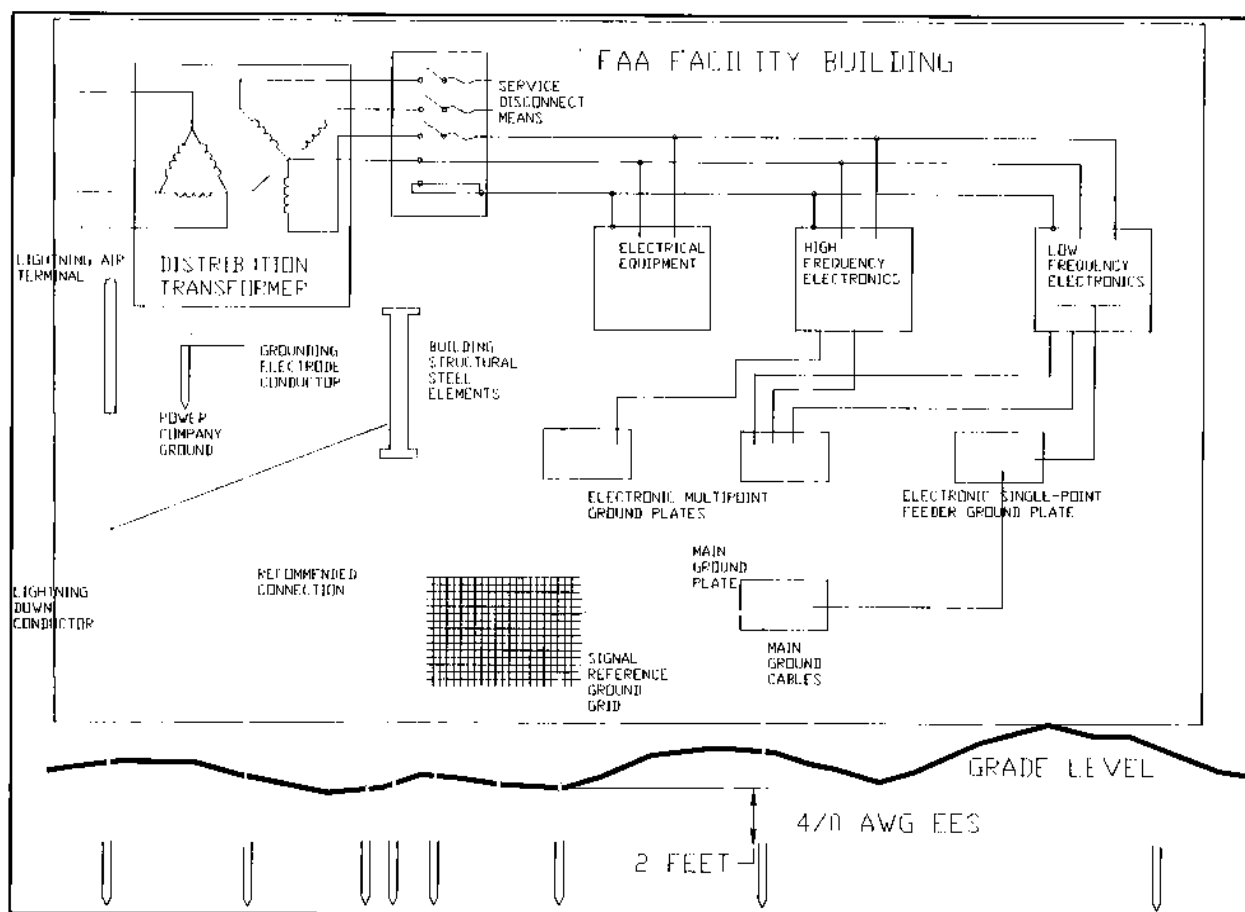 FAA FACILITY BUILDING
SERVICE
DISCONNECT
MEANS
ELECTRICAL
EQUIPMENT
HIGH
FREQUENCY
ELECTRONICS
LOW
FREQUENCY
ELECTRONICS
LIGHTNING AIR
TERMINAL
DISTRIBUTION
TRANSFORMER
GROUNDING
ELECTRODE
CONDUCTOR
BUILDING
STRUCTURAL
STEEL
ELEMENTS
POWER
COMPANY
GROUND
ELECTRONIC MULTIPOINT
GROUND PLATES
ELECTRONIC SINGLE-POINT
FEEDER GROUND PLATE
MAIN
GROUND
PLATE
RECOMMENDED
CONNECTION
LIGHTNING
DOWN
CONDUCTOR
SIGNAL
REFERENCE
GROUND
GRID
MAIN
GROUND
CABLES
GRADE LEVEL
4/0 AWG EES
2 FEET